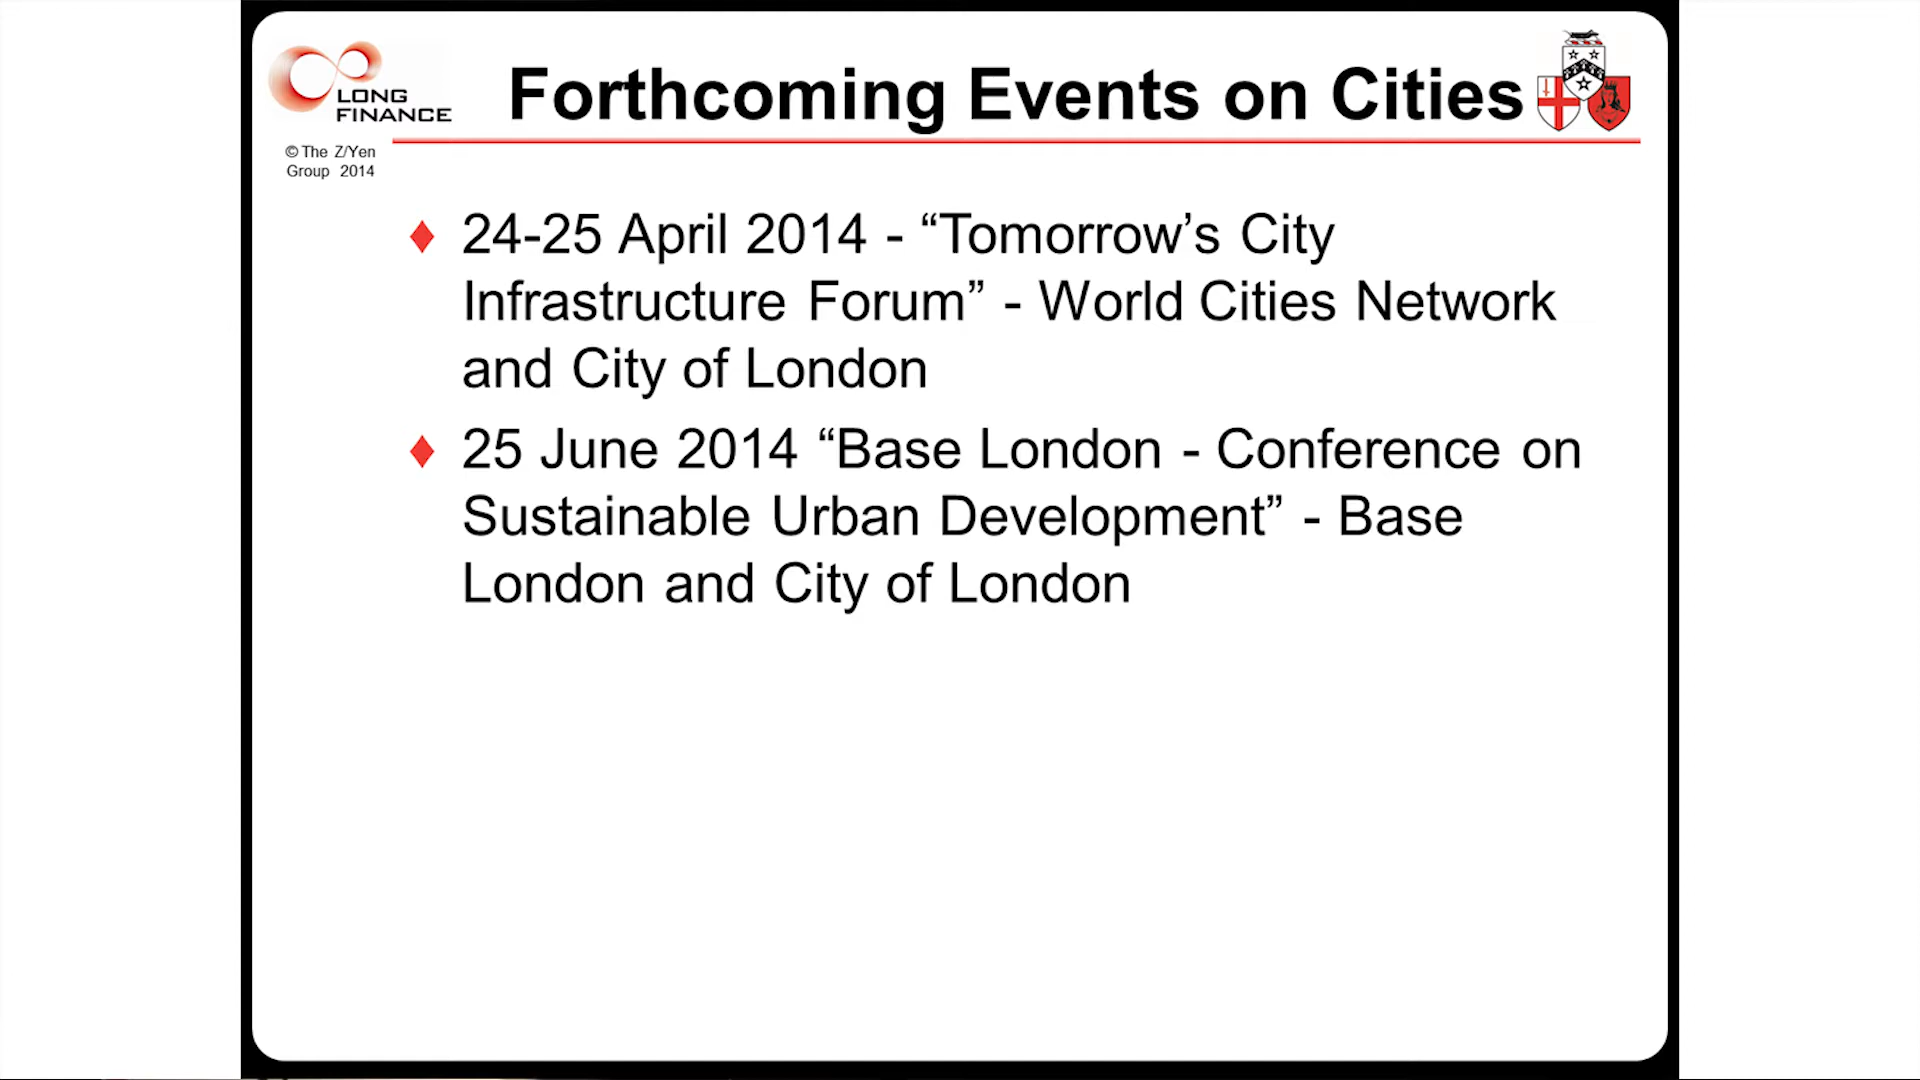 LONG
FINANCE
Forthcoming Events on Cities
© The Z/Yen
Group 2014
♦ 24-25 April 2014 - “Tomorrow’s City
Infrastructure Forum” - World Cities Network
and City of London
♦ 25 June 2014 “Base London - Conference on
Sustainable Urban Development” - Base
London and City of London